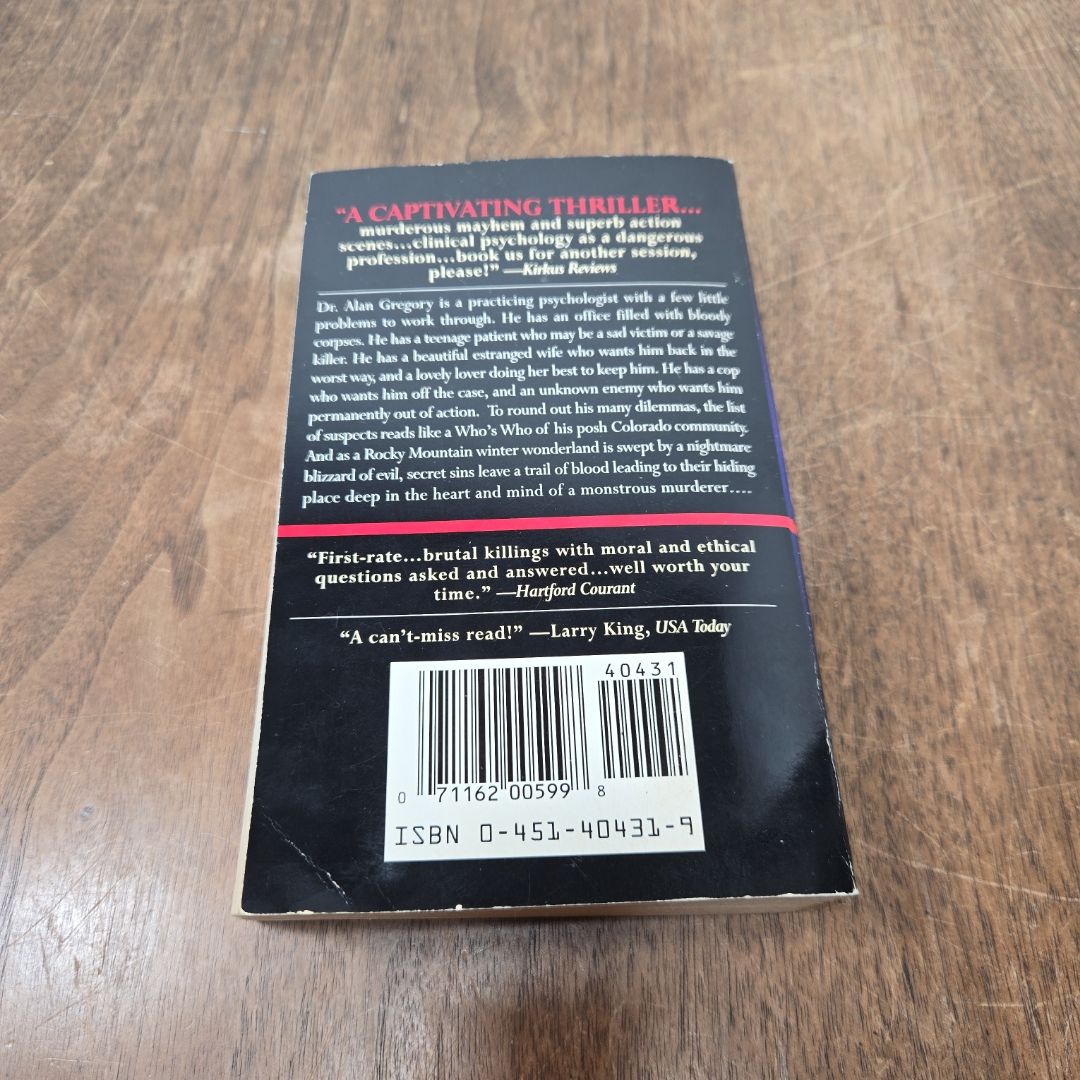 “A CAPTIVATING THRILLER...
murderous mayhem and superb action
scenes...clinical psychology as a dangerous
profession...book us for another session,
please!” —Kirkus Reviews
Dr. Alan Gregory is a practicing psychologist with a few little
problems to work through. He has an office filled with bloody
corpses. He has a teenage patient who may be a sad victim or a savage
killer. He has a beautiful estranged wife who wants him back in the
worst way, and a lovely lover doing her best to keep him. He has a cop
who wants him off the case, and an unknown enemy who wants him
permanently out of action. To round out his many dilemmas, the list
of suspects reads like a Who’s Who of his posh Colorado community.
And as a Rocky Mountain winter wonderland is swept by a nightmare
blizzard of evil, secret sins leave a trail of blood leading to their hiding
place deep in the heart and mind of a monstrous murderer....
“First-rate...brutal killings with moral and ethical
questions asked and answered...well worth your
time.” —Hartford Courant
“A can’t-miss read!” —Larry King, USA Today
40431
0 71162 00599 8
ISBN 0-451-40431-9